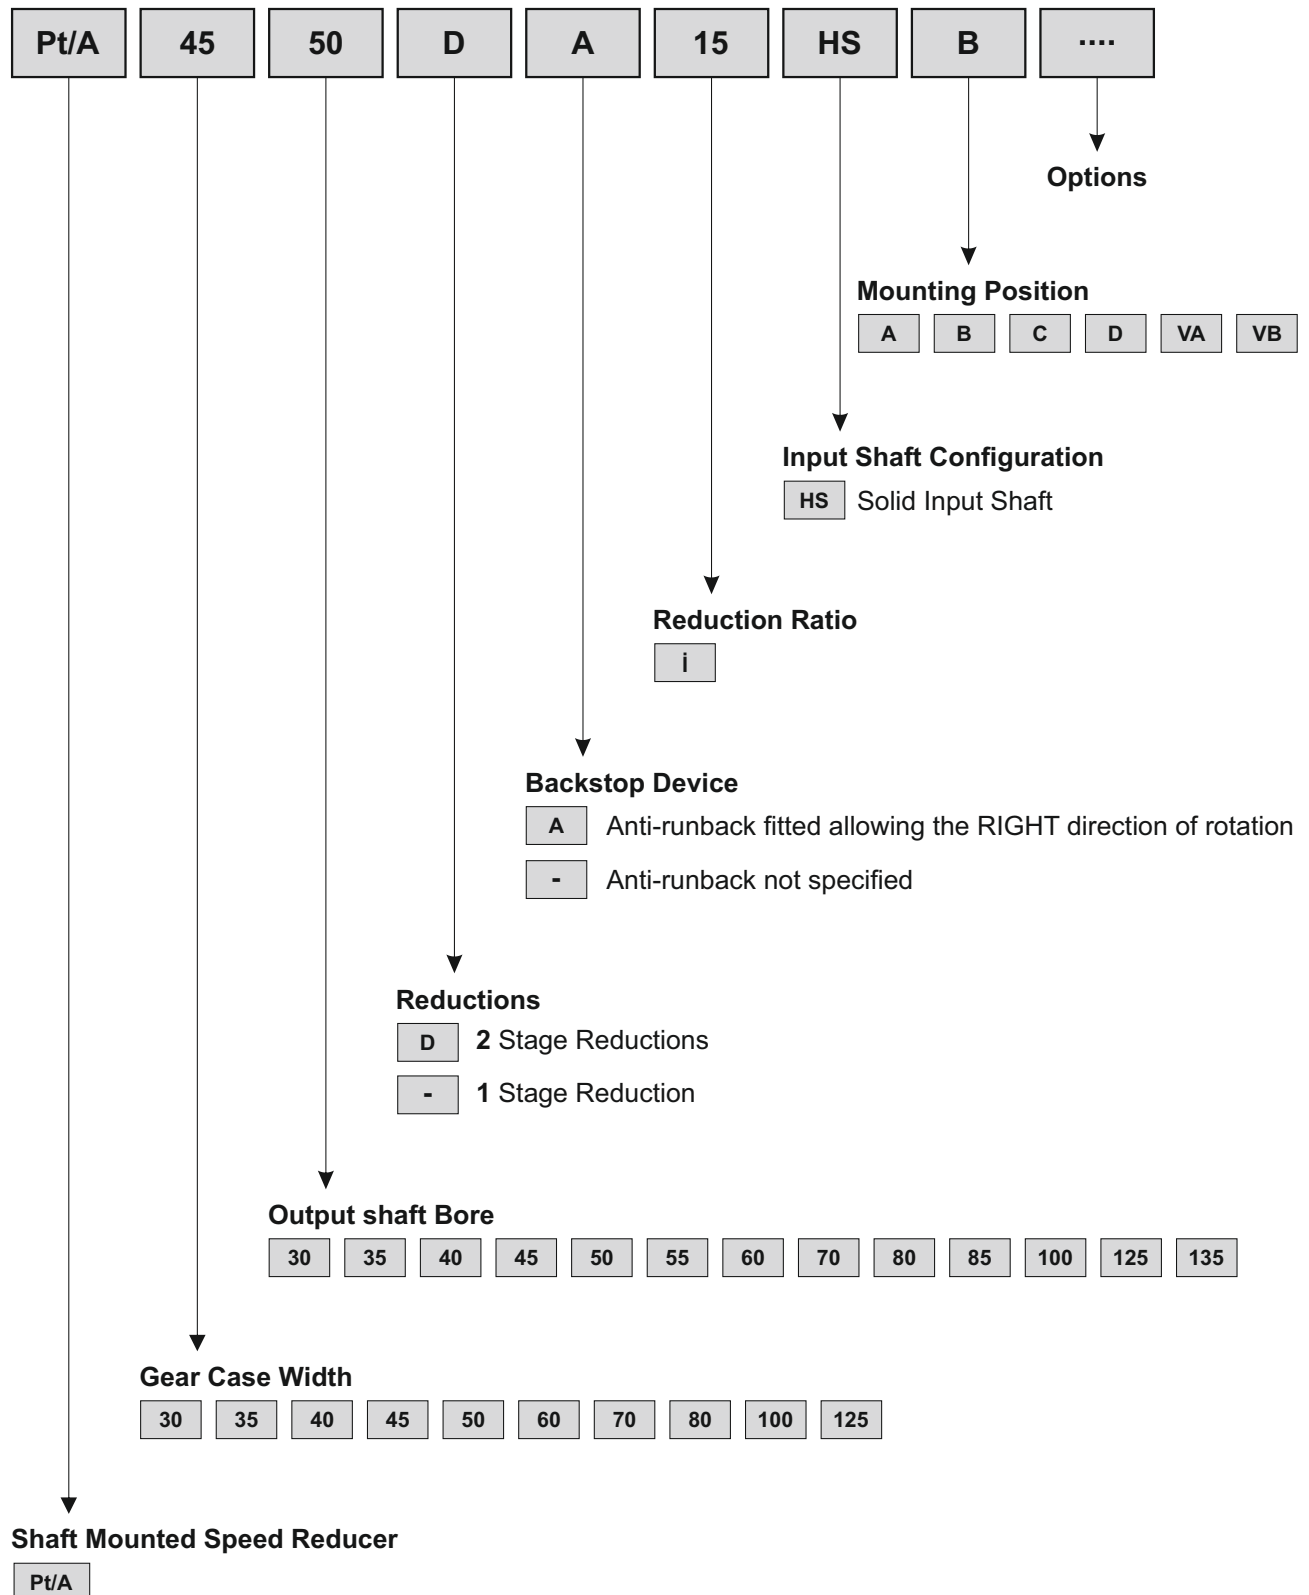 Pt/A 45 50 D A 15 HS B ....
Options
Mounting Position
A B C D VA VB
Input Shaft Configuration
HS Solid Input Shaft
Reduction Ratio
i
Backstop Device
A Anti-runback fitted allowing the RIGHT direction of rotation
- Anti-runback not specified
Reductions
D 2 Stage Reductions
- 1 Stage Reduction
Output shaft Bore
30 35 40 45 50 55 60 70 80 85 100 125 135
Gear Case Width
30 35 40 45 50 60 70 80 100 125
Shaft Mounted Speed Reducer
Pt/A